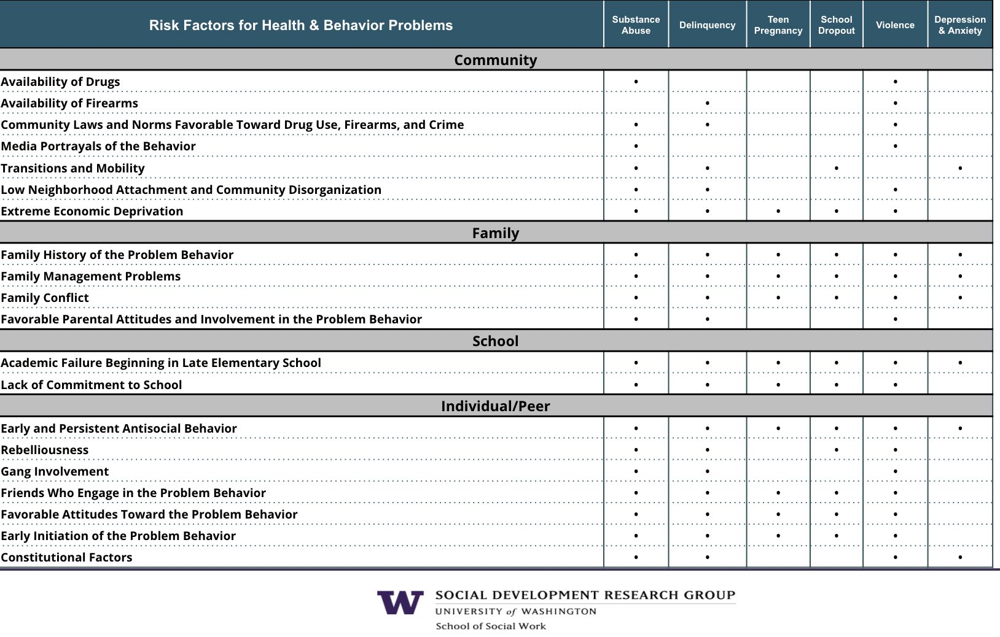 Risk Factors for Health & Behavior Problems
Substance Abuse
Delinquency
Teen Pregnancy
School Dropout
Violence
Depression & Anxiety
Community
Availability of Drugs • •
Availability of Firearms • •
Community Laws and Norms Favorable Toward Drug Use, Firearms, and Crime • • •
Media Portrayals of the Behavior • •
Transitions and Mobility • • • •
Low Neighborhood Attachment and Community Disorganization • • •
Extreme Economic Deprivation • • • • •
Family
Family History of the Problem Behavior • • • • • •
Family Management Problems • • • • • •
Family Conflict • • • • • •
Favorable Parental Attitudes and Involvement in the Problem Behavior • • •
School
Academic Failure Beginning in Late Elementary School • • • • • •
Lack of Commitment to School • • • • •
Individual/Peer
Early and Persistent Antisocial Behavior • • • • • •
Rebelliousness • • • •
Gang Involvement • • •
Friends Who Engage in the Problem Behavior • • • • •
Favorable Attitudes Toward the Problem Behavior • • • • •
Early Initiation of the Problem Behavior • • • • •
Constitutional Factors • • • •
W
SOCIAL DEVELOPMENT RESEARCH GROUP
UNIVERSITY of WASHINGTON
School of Social Work